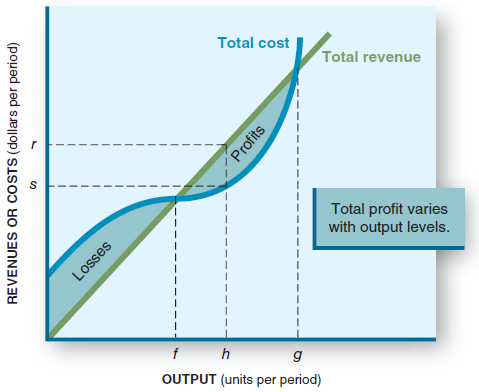 Total cost
Total revenue
REVENUES OR COSTS (dollars per period)
r
s
Profits
Losses
Total profit varies
with output levels.
f
h
g
OUTPUT (units per period)